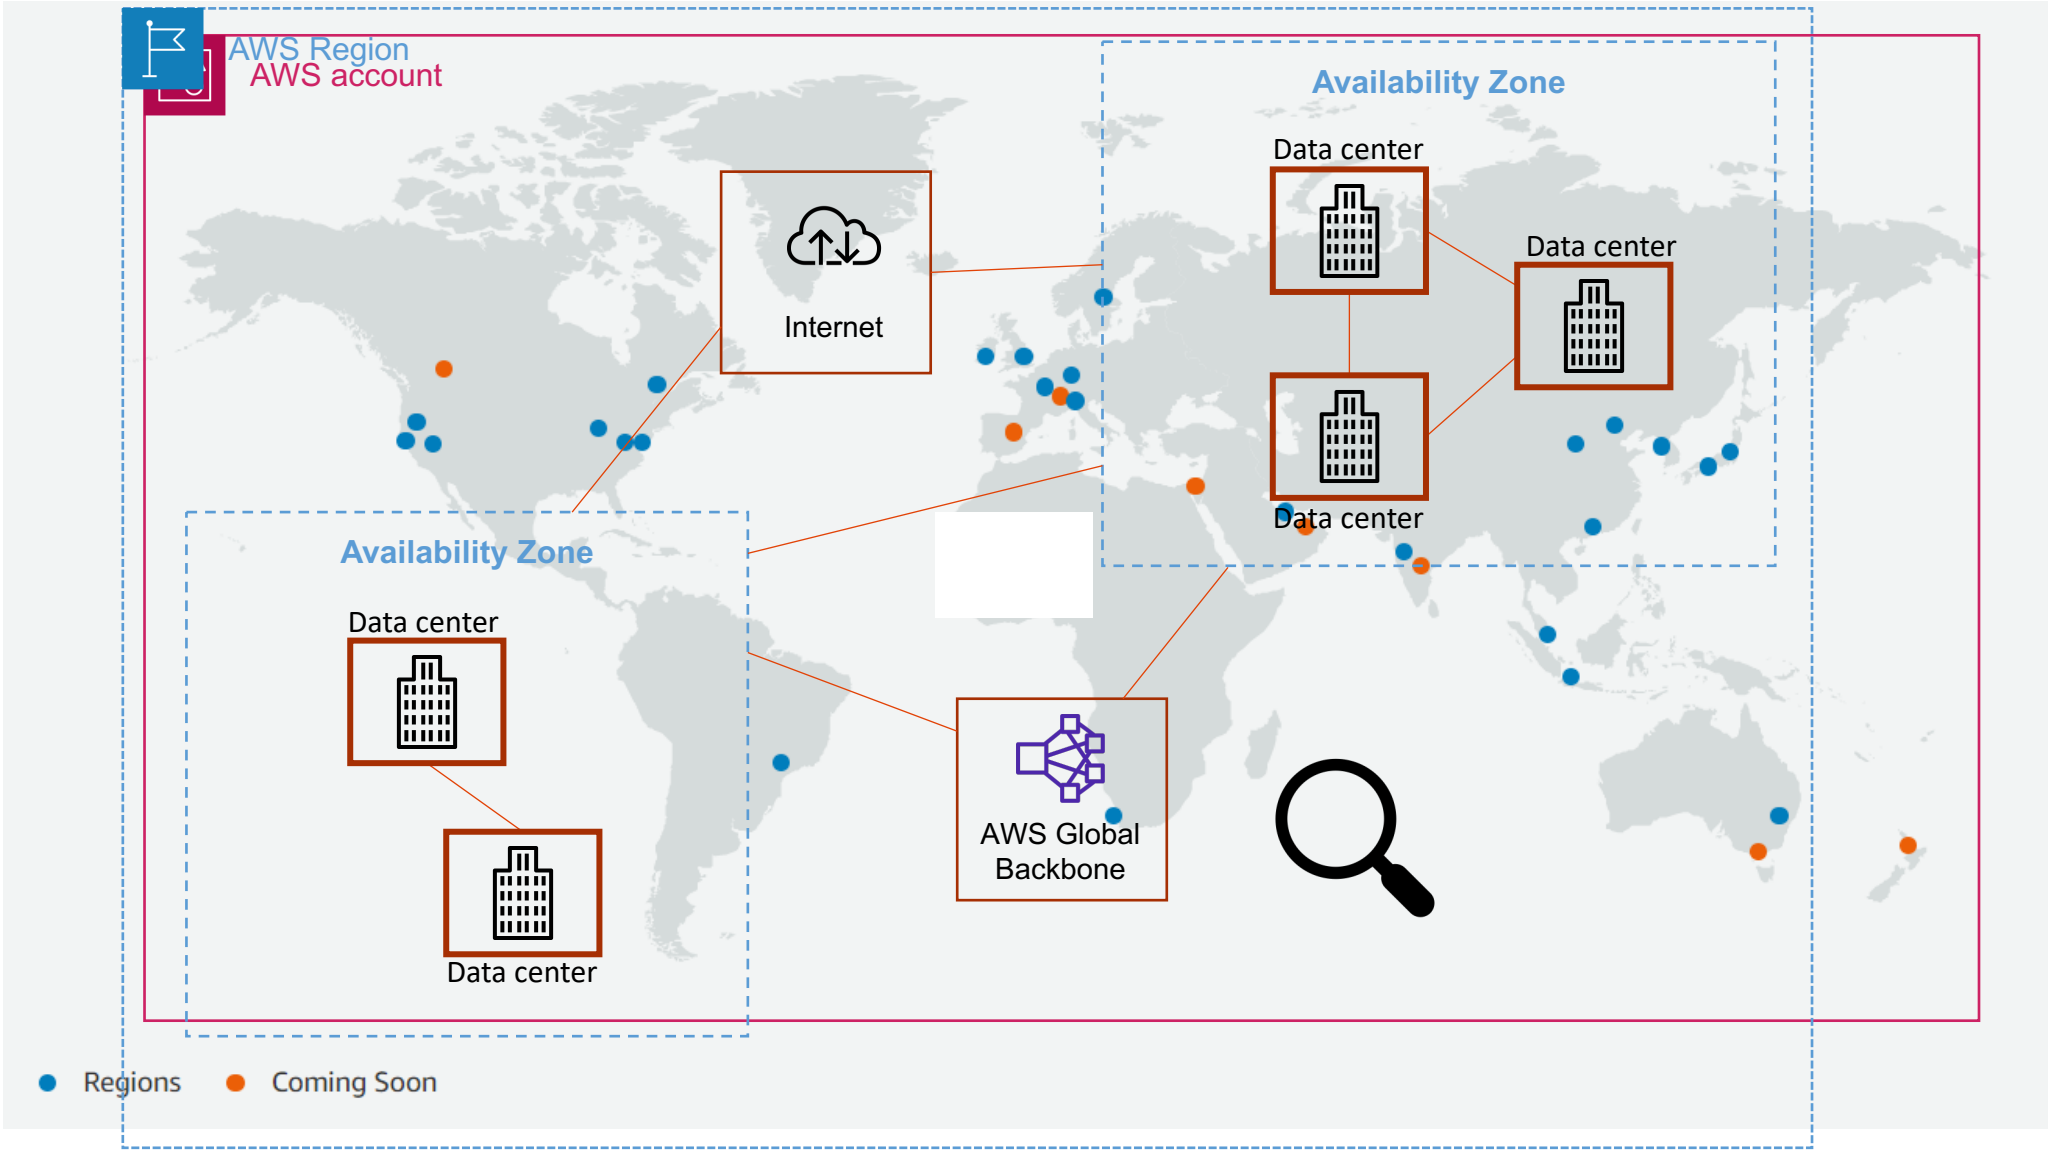 AWS Region
AWS account
Availability Zone
Data center
Data center
Internet
Data center
Availability Zone
Data center
Data center
AWS Global
Backbone
Regions
Coming Soon